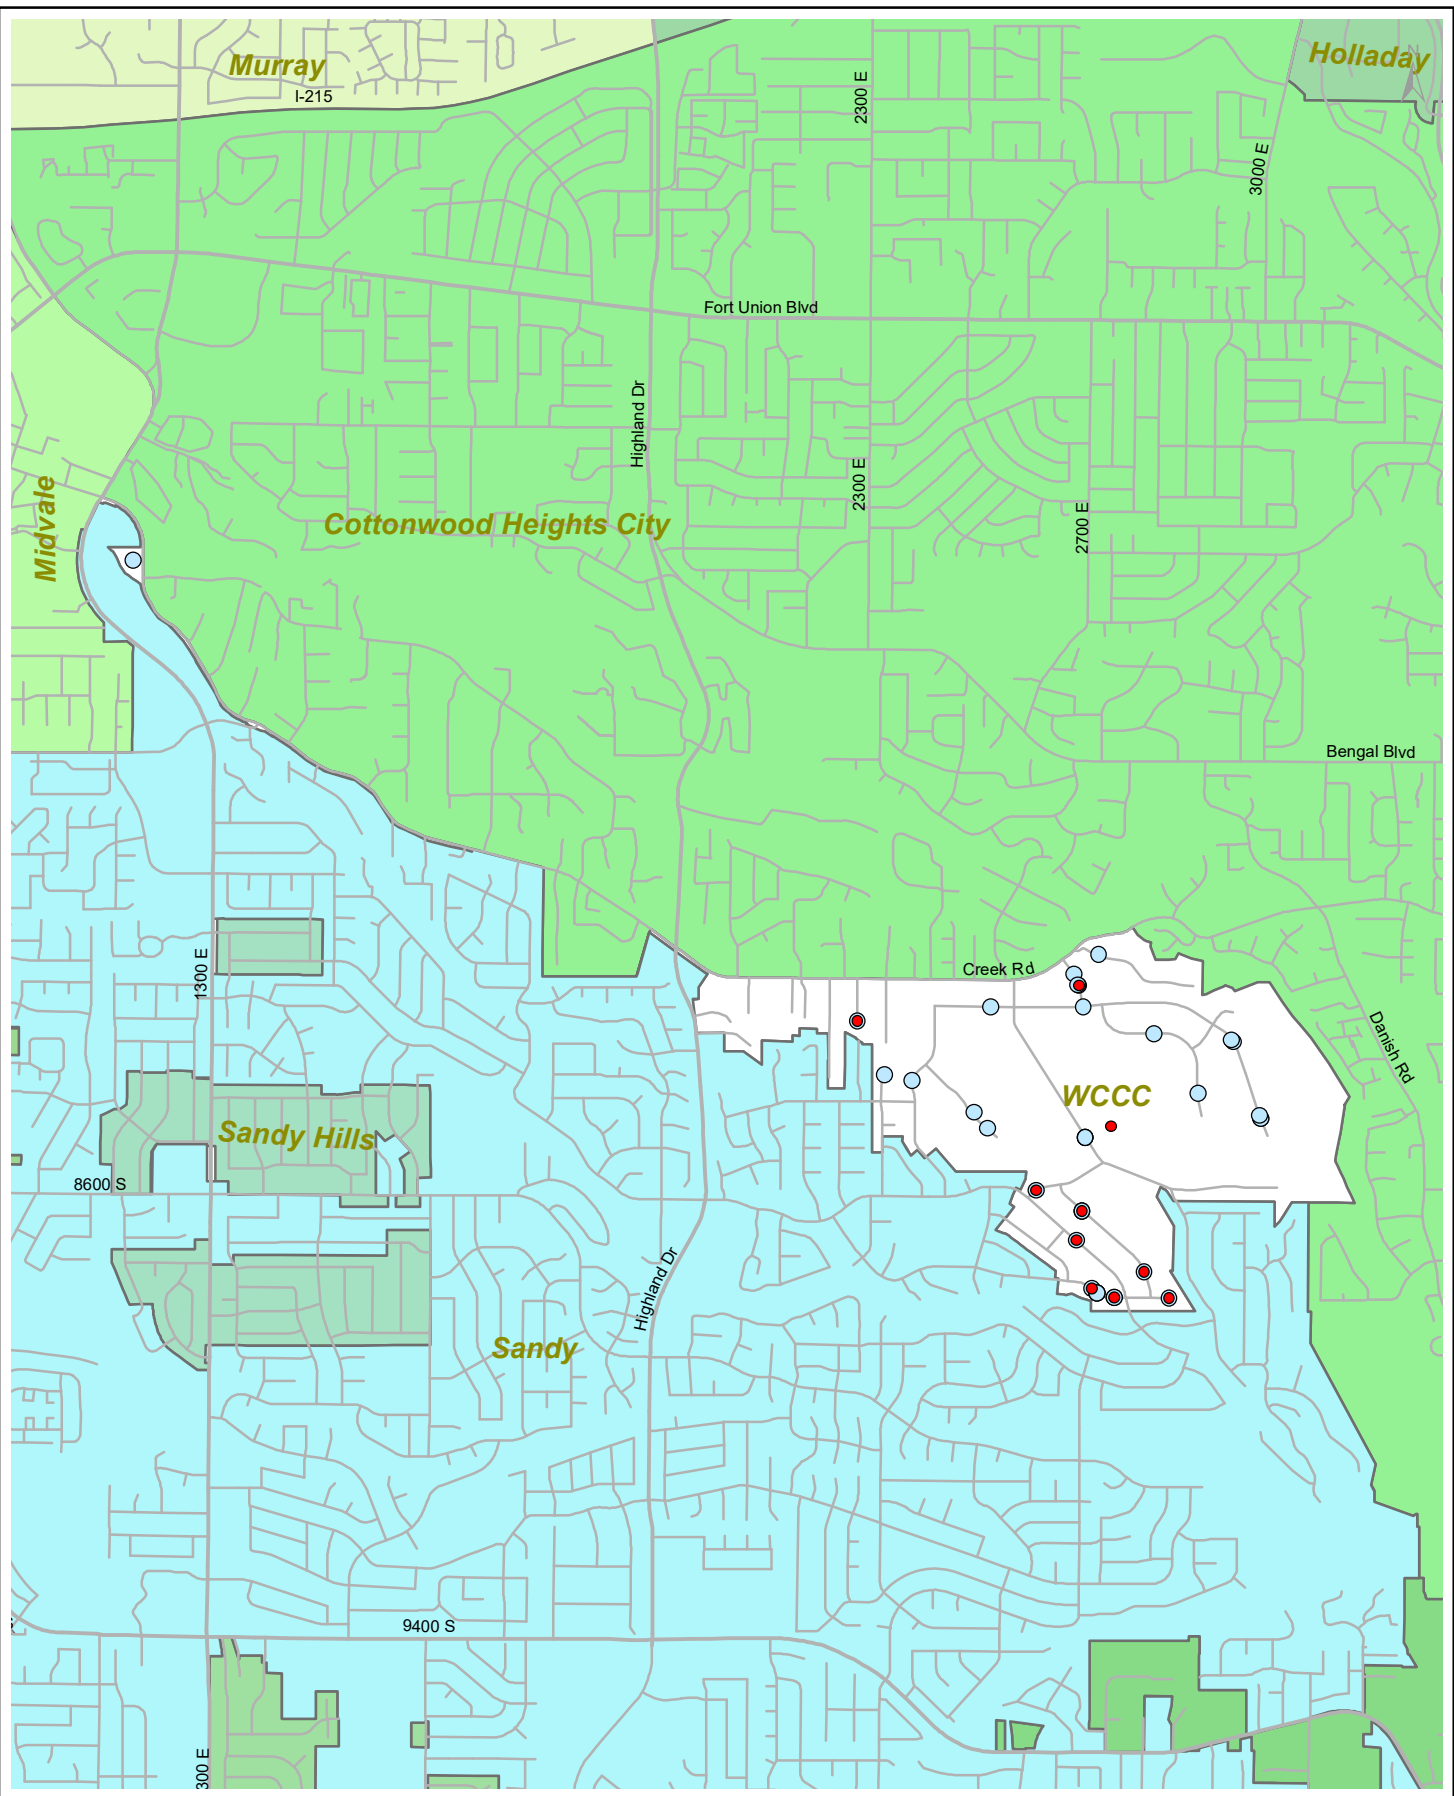 Murray
Holladay
I-215
2300 E
3000 E
Fort Union Blvd
Highland Dr
Midvale
2300 E
Cottonwood Heights City
2700 E
Bengal Blvd
1300 E
Creek Rd
Danish Rd
WCCC
Sandy Hills
8600 S
Highland Dr
Sandy
9400 S
300 E